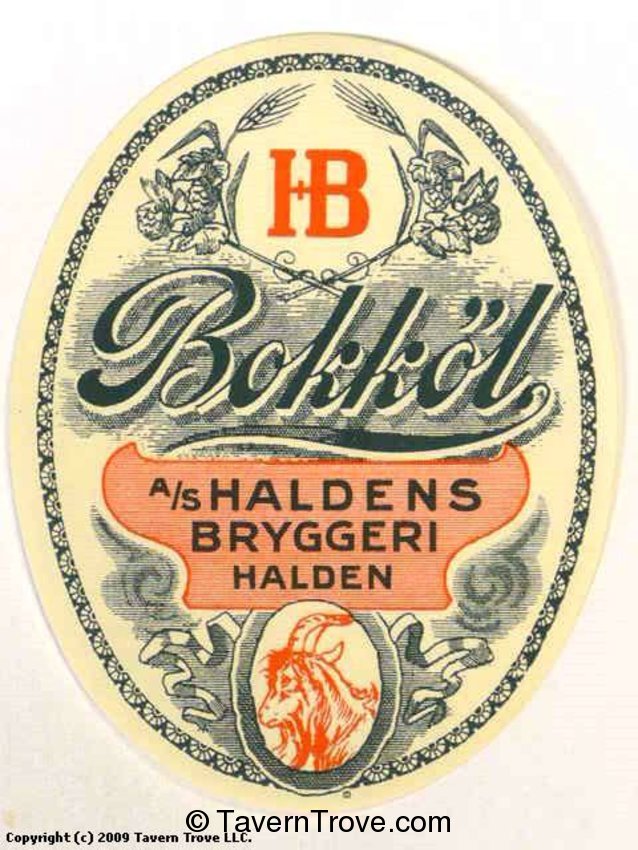 HB
Bokköl
A/S HALDENS
BRYGGERI
HALDEN
© TavernTrove.com
Copyright (c) 2009 Tavern Trove LLC.